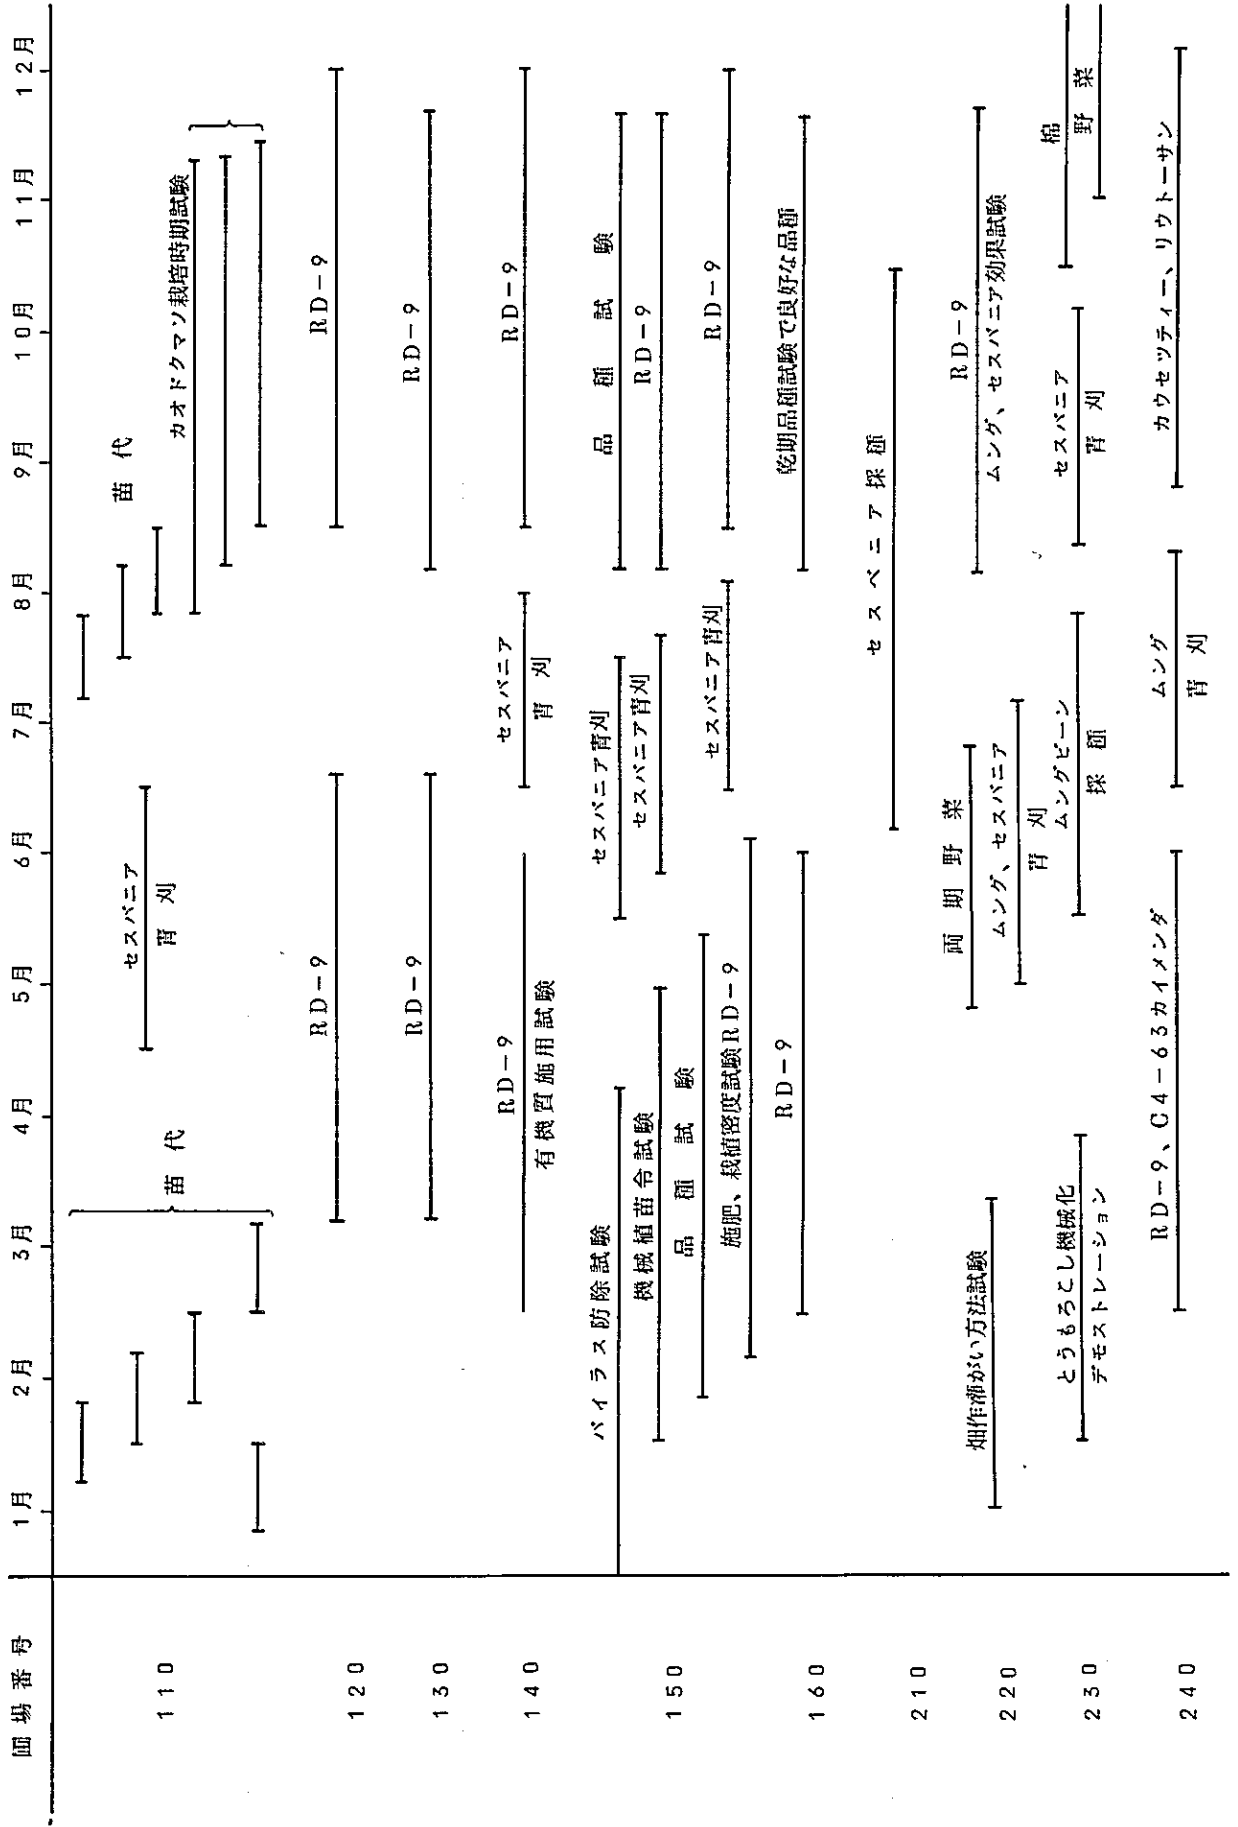 圃場番号 1月 2月 3月 4月 5月 6月 7月 8月 9月 10月 11月 12月
110
苗代
セスバニア
青刈
苗代
カオドクマリ栽培時期試験
120
RD-9
RD-9
130
RD-9
RD-9
140
RD-9
有機質施用試験
セスバニア
青刈
RD-9
150
バイラス防除試験
セスバニア青刈
品種試験
機械植苗令試験
セスバニア青刈
RD-9
品種試験
セスバニア青刈
RD-9
施肥、栽植密度試験RD-9
160
RD-9
乾期品種試験で良好な品種
210
セスベニア採種
220
畑作灌がい方法試験
雨期野菜
ムング、セスバニア
青刈
RD-9
ムング、セスバニア効果試験
230
とうもろこし機械化
デモストレーション
ムングビーン
採種
セスバニア
青刈
棉
野菜
240
RD-9、C4-63カイメンダ
ムング
青刈
カウセッティー、リウトーサン